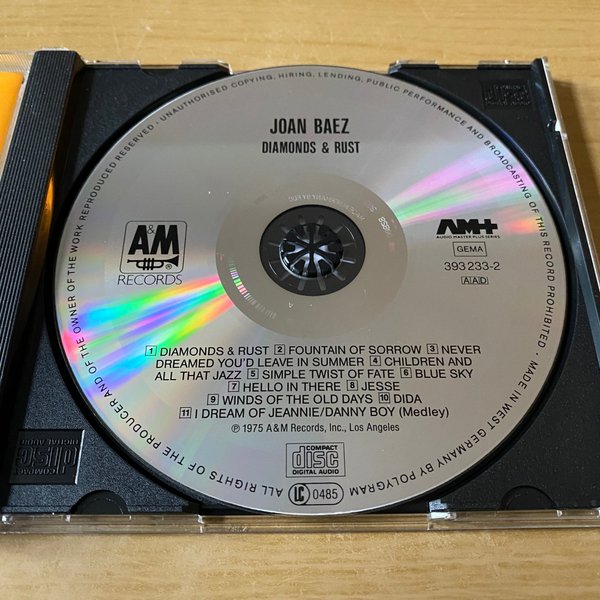 ALL RIGHTS OF THE PRODUCER AND OF THE OWNER OF THE WORK REPRODUCED RESERVED · UNAUTHORISED COPYING, HIRING, LENDING, PUBLIC PERFORMANCE AND BROADCASTING OF THIS RECORD PROHIBITED · MADE IN WEST GERMANY BY POLYGRAM
JOAN BAEZ
DIAMONDS & RUST
A&M
RECORDS
AM+
AUDIO MASTER PLUS SERIES
GEMA
393 233-2
AAD
1 DIAMONDS & RUST 2 FOUNTAIN OF SORROW 3 NEVER
DREAMED YOU'D LEAVE IN SUMMER 4 CHILDREN AND
ALL THAT JAZZ 5 SIMPLE TWIST OF FATE 6 BLUE SKY
7 HELLO IN THERE 8 JESSE
9 WINDS OF THE OLD DAYS 10 DIDA
11 I DREAM OF JEANNIE/DANNY BOY (Medley)
℗ 1975 A & M Records, Inc., Los Angeles
COMPACT
disc
DIGITAL AUDIO
LC 0485
COMPACT
disc
DIGITAL AUDIO